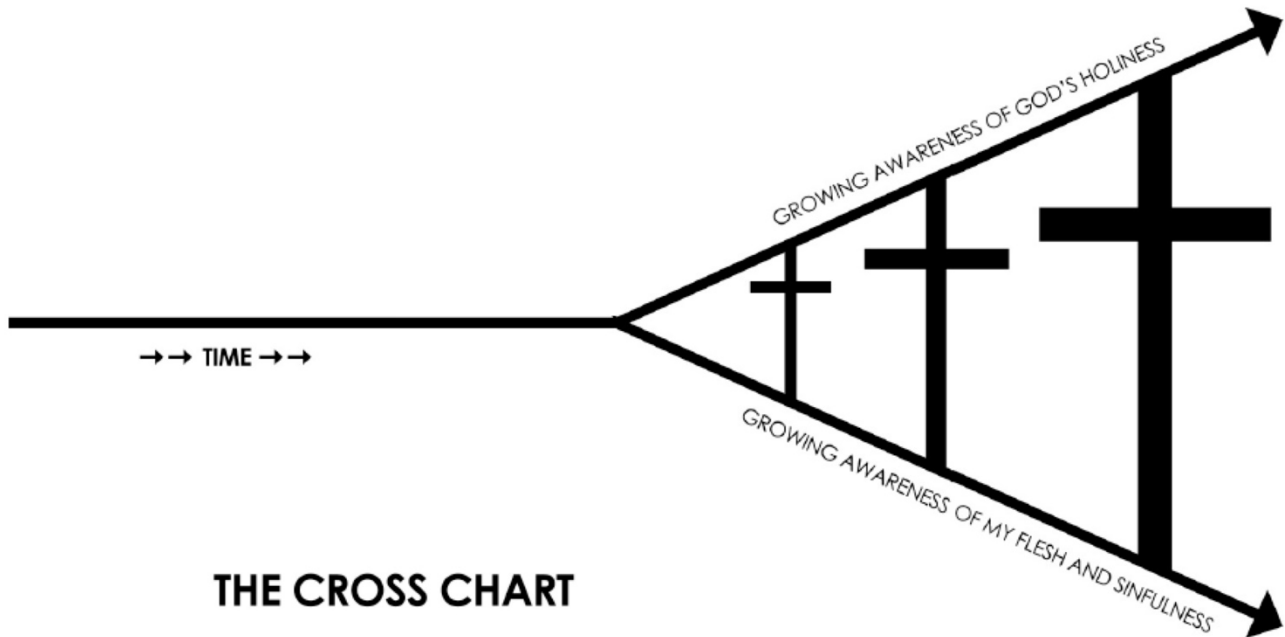 GROWING AWARENESS OF GOD'S HOLINESS
→→ TIME →→
GROWING AWARENESS OF MY FLESH AND SINFULNESS
THE CROSS CHART